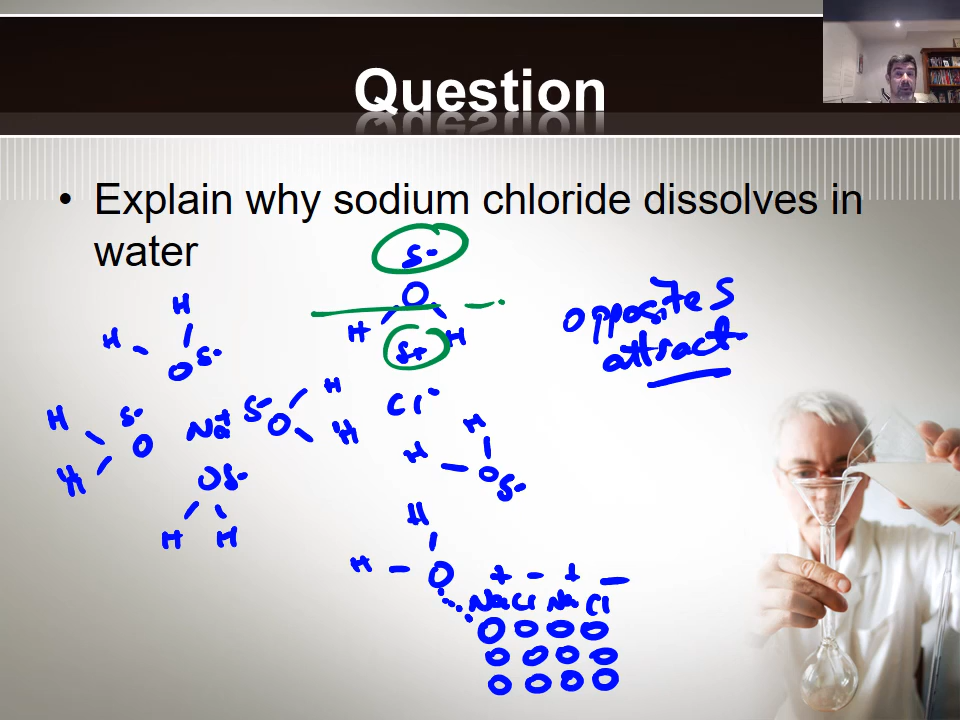 Question
• Explain why sodium chloride dissolves in
water
δ-
O
H H
δ+
opposites
attract
H
H
O δ-
H δ- O
H
Na+
δ- O H
H
O δ-
H H
Cl-
H
H O
δ-
H
H O
+ - + -
Na Cl Na Cl